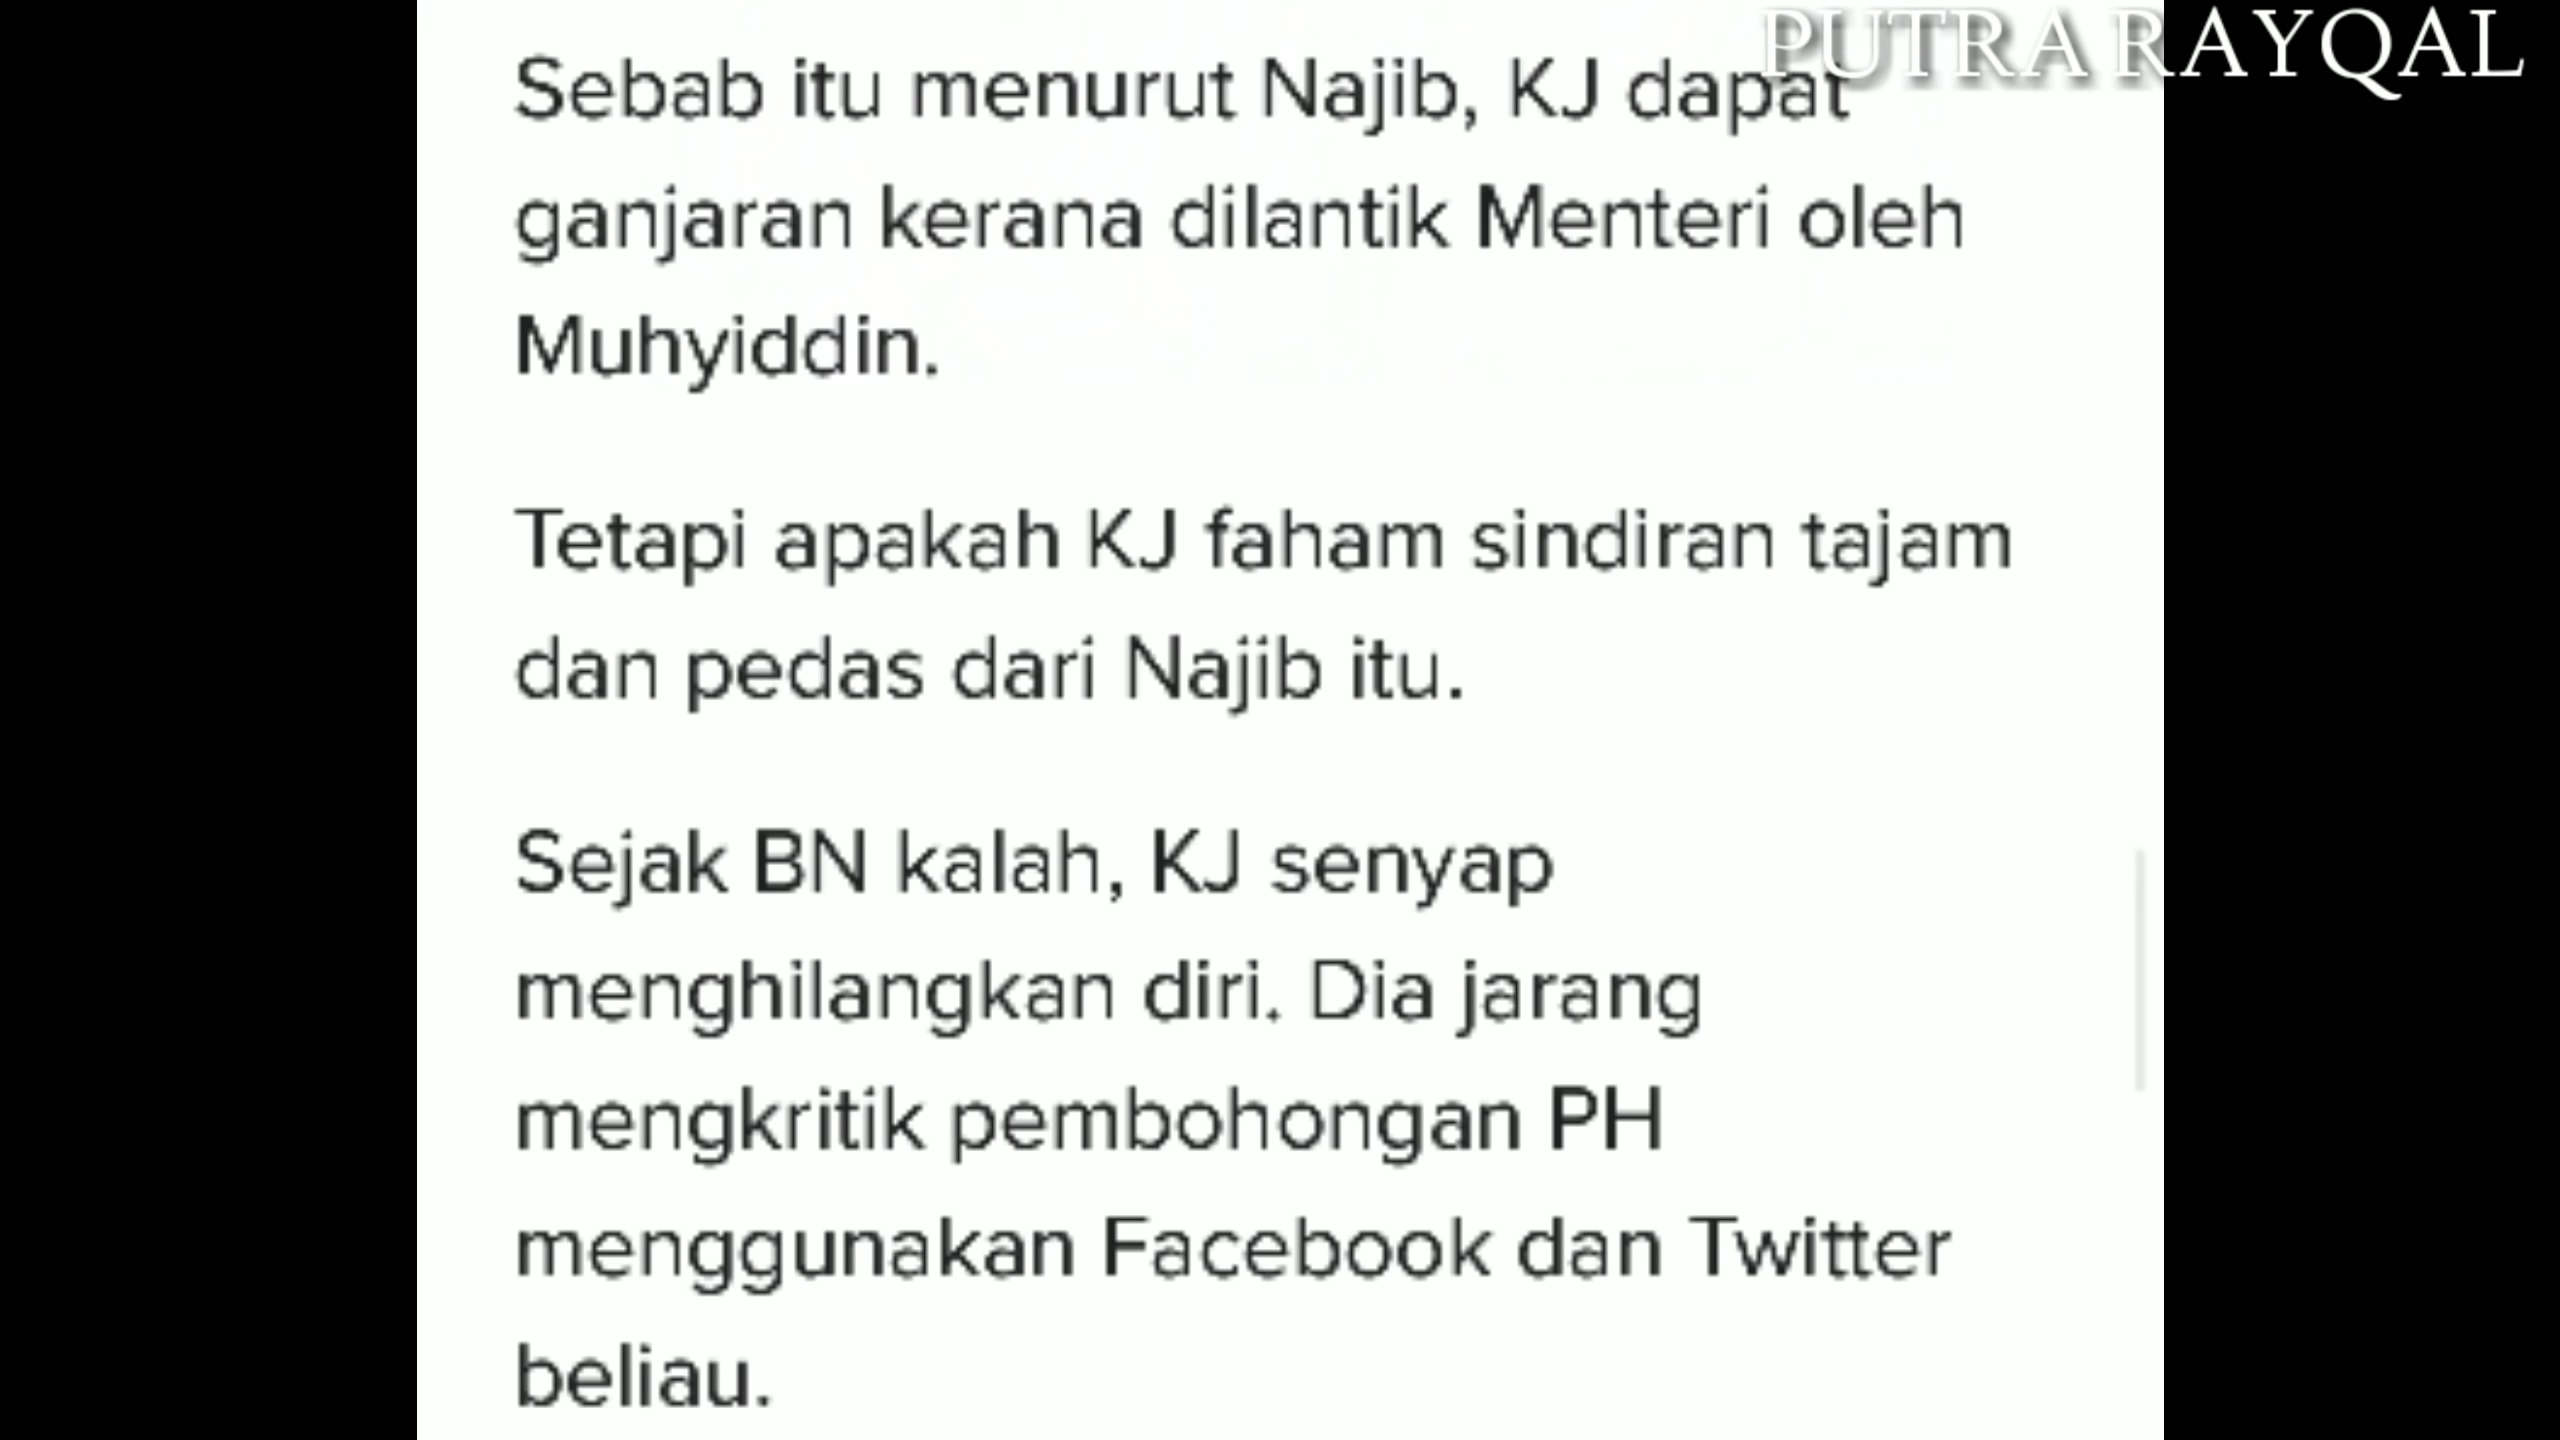 PUTRA RAYQAL
Sebab itu menurut Najib, KJ dapat
ganjaran kerana dilantik Menteri oleh
Muhyiddin.
Tetapi apakah KJ faham sindiran tajam
dan pedas dari Najib itu.
Sejak BN kalah, KJ senyap
menghilangkan diri. Dia jarang
mengkritik pembohongan PH
menggunakan Facebook dan Twitter
beliau.